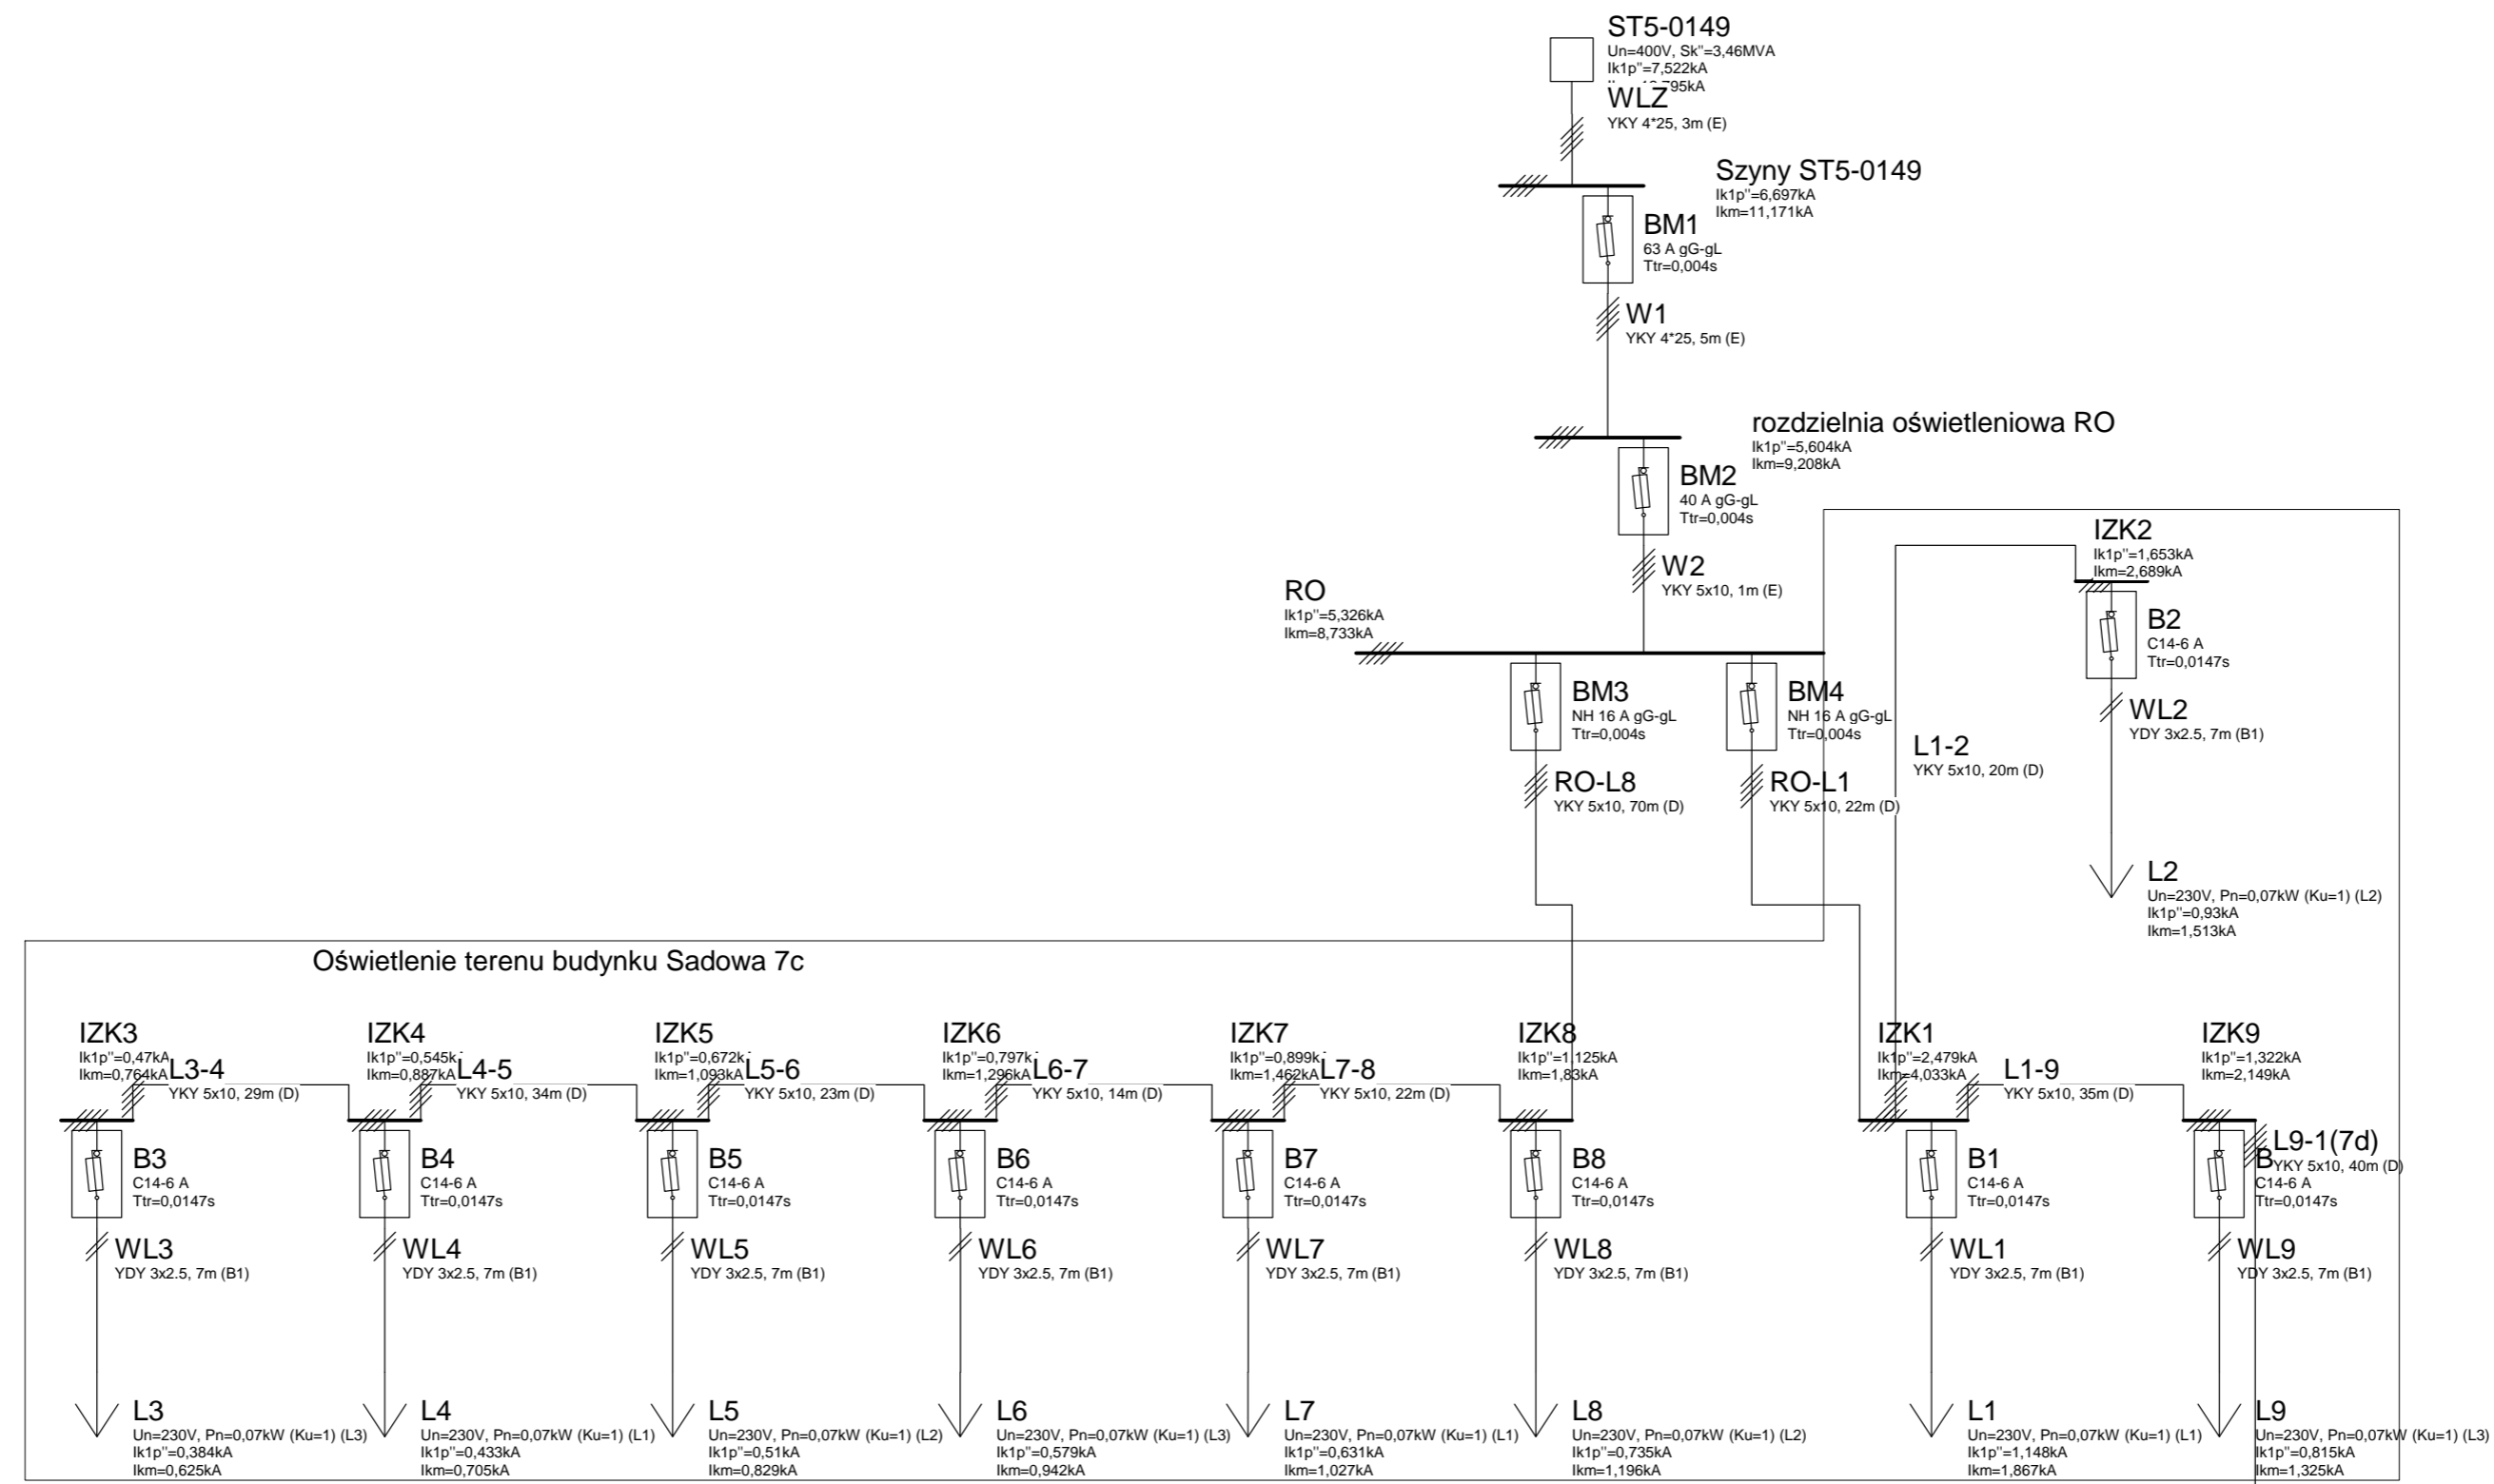 ST5-0149
Un=400V, Sk"=3,46MVA
Ik1p"=7,522kA
795kA
WLZ
YKY 4*25, 3m (E)
Szyny ST5-0149
Ik1p"=6,697kA
Ikm=11,171kA
BM1
63 A gG-gL
Ttr=0,004s
W1
YKY 4*25, 5m (E)
rozdzielnia oświetleniowa RO
Ik1p"=5,604kA
Ikm=9,208kA
BM2
40 A gG-gL
Ttr=0,004s
W2
YKY 5x10, 1m (E)
RO
Ik1p"=5,326kA
Ikm=8,733kA
IZK2
Ik1p"=1,653kA
Ikm=2,689kA
B2
C14-6 A
Ttr=0,0147s
WL2
YDY 3x2.5, 7m (B1)
BM3
NH 16 A gG-gL
Ttr=0,004s
BM4
NH 16 A gG-gL
Ttr=0,004s
L1-2
YKY 5x10, 20m (D)
RO-L8
YKY 5x10, 70m (D)
RO-L1
YKY 5x10, 22m (D)
L2
Un=230V, Pn=0,07kW (Ku=1) (L2)
Ik1p"=0,93kA
Ikm=1,513kA
Oświetlenie terenu budynku Sadowa 7c
IZK3
Ik1p"=0,47kA
Ikm=0,764kA
L3-4
YKY 5x10, 29m (D)
IZK4
Ik1p"=0,545k
Ikm=0,887kA
L4-5
YKY 5x10, 34m (D)
IZK5
Ik1p"=0,672k
Ikm=1,093kA
L5-6
YKY 5x10, 23m (D)
IZK6
Ik1p"=0,797k
Ikm=1,296kA
L6-7
YKY 5x10, 14m (D)
IZK7
Ik1p"=0,899k
Ikm=1,462kA
L7-8
YKY 5x10, 22m (D)
IZK8
Ik1p"=1,125kA
Ikm=1,83kA
IZK1
Ik1p"=2,479kA
Ikm=4,033kA
L1-9
YKY 5x10, 35m (D)
IZK9
Ik1p"=1,322kA
Ikm=2,149kA
L9-1(7d)
YKY 5x10, 40m (D)
B3
C14-6 A
Ttr=0,0147s
B4
C14-6 A
Ttr=0,0147s
B5
C14-6 A
Ttr=0,0147s
B6
C14-6 A
Ttr=0,0147s
B7
C14-6 A
Ttr=0,0147s
B8
C14-6 A
Ttr=0,0147s
B1
C14-6 A
Ttr=0,0147s
B
C14-6 A
Ttr=0,0147s
WL3
YDY 3x2.5, 7m (B1)
WL4
YDY 3x2.5, 7m (B1)
WL5
YDY 3x2.5, 7m (B1)
WL6
YDY 3x2.5, 7m (B1)
WL7
YDY 3x2.5, 7m (B1)
WL8
YDY 3x2.5, 7m (B1)
WL1
YDY 3x2.5, 7m (B1)
WL9
YDY 3x2.5, 7m (B1)
L3
Un=230V, Pn=0,07kW (Ku=1) (L3)
Ik1p"=0,384kA
Ikm=0,625kA
L4
Un=230V, Pn=0,07kW (Ku=1) (L1)
Ik1p"=0,433kA
Ikm=0,705kA
L5
Un=230V, Pn=0,07kW (Ku=1) (L2)
Ik1p"=0,51kA
Ikm=0,829kA
L6
Un=230V, Pn=0,07kW (Ku=1) (L3)
Ik1p"=0,579kA
Ikm=0,942kA
L7
Un=230V, Pn=0,07kW (Ku=1) (L1)
Ik1p"=0,631kA
Ikm=1,027kA
L8
Un=230V, Pn=0,07kW (Ku=1) (L2)
Ik1p"=0,735kA
Ikm=1,196kA
L1
Un=230V, Pn=0,07kW (Ku=1) (L1)
Ik1p"=1,148kA
Ikm=1,867kA
L9
Un=230V, Pn=0,07kW (Ku=1) (L3)
Ik1p"=0,815kA
Ikm=1,325kA